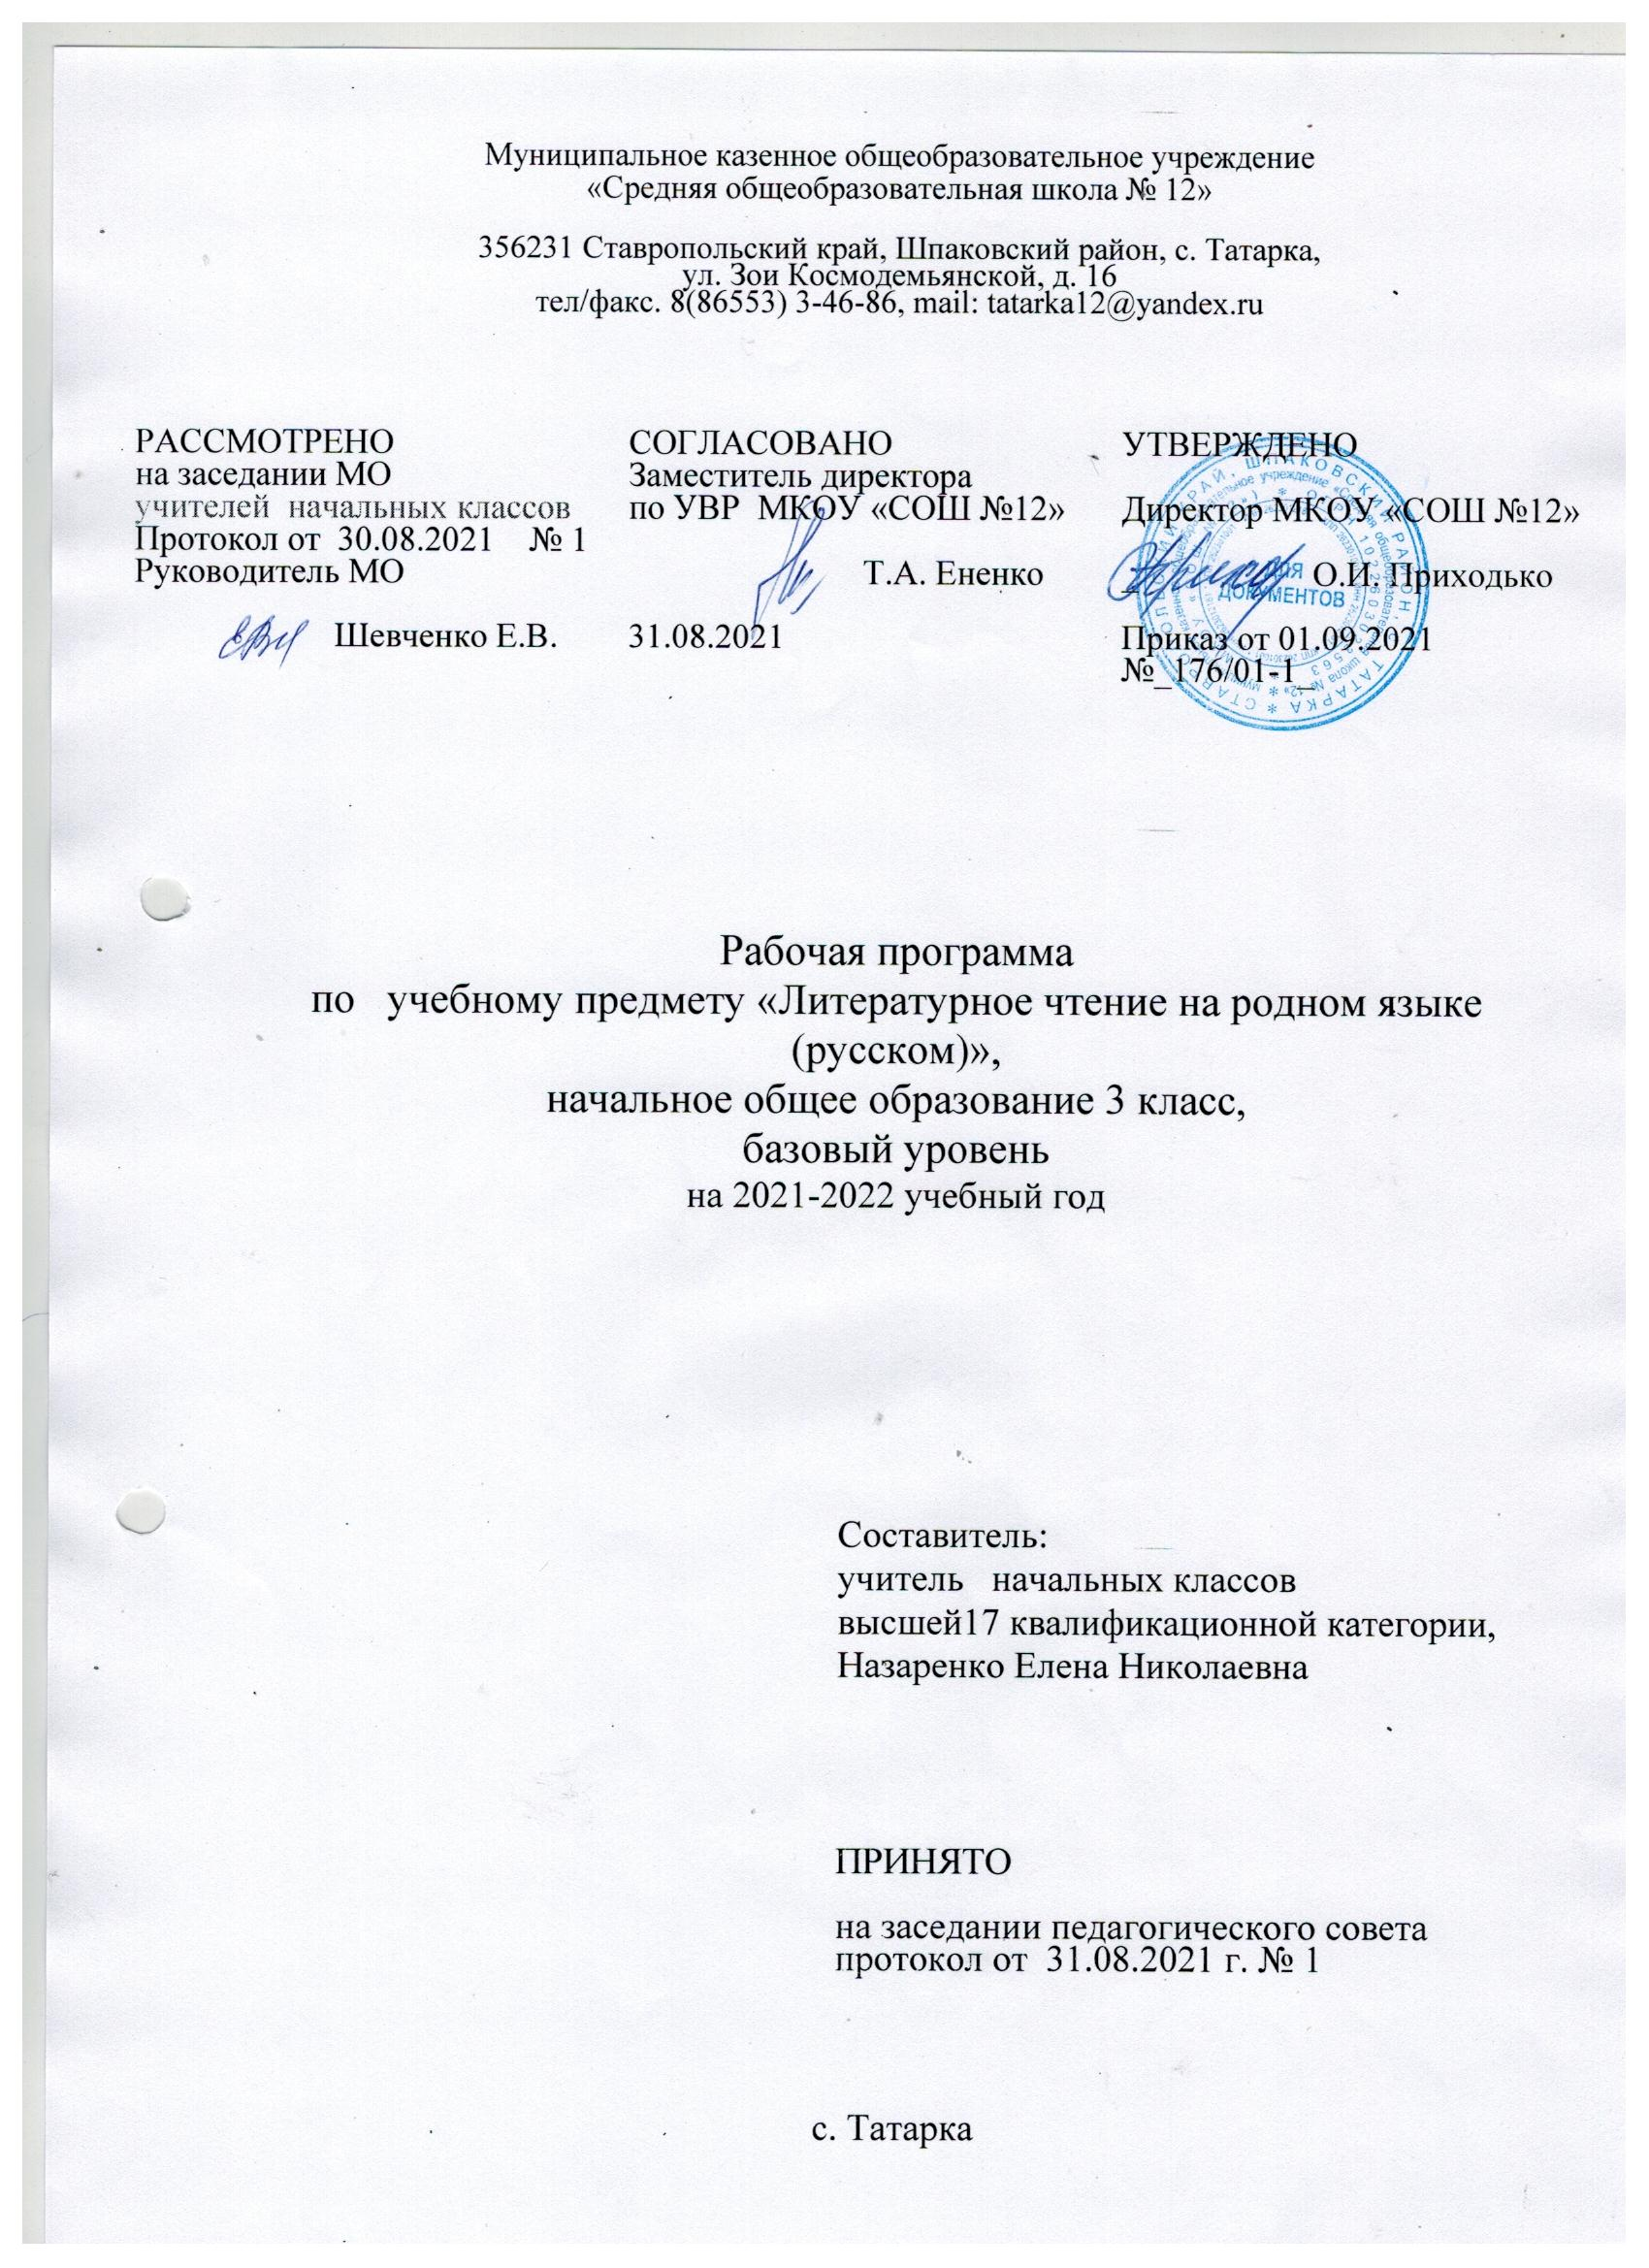 Муниципальное казенное общеобразовательное учреждение
«Средняя общеобразовательная школа № 12»
356231 Ставропольский край, Шпаковский район, с. Татарка,
ул. Зои Космодемьянской, д. 16
тел/факс. 8(86553) 3-46-86, mail: tatarka12@yandex.ru
РАССМОТРЕНО
на заседании МО
учителей начальных классов
Протокол от 30.08.2021 № 1
Руководитель МО
Шевченко Е.В.
СОГЛАСОВАНО
Заместитель директора
по УВР МКОУ «СОШ №12»
Т.А. Ененко
31.08.2021
УТВЕРЖДЕНО
Директор МКОУ «СОШ №12»
О.И. Приходько
ДОКУМЕНТОВ
Приказ от 01.09.2021
№_176/01-1_
Рабочая программа
по учебному предмету «Литературное чтение на родном языке
(русском)»,
начальное общее образование 3 класс,
базовый уровень
на 2021-2022 учебный год
Составитель:
учитель начальных классов
высшей17 квалификационной категории,
Назаренко Елена Николаевна
ПРИНЯТО
на заседании педагогического совета
протокол от 31.08.2021 г. № 1
с. Татарка